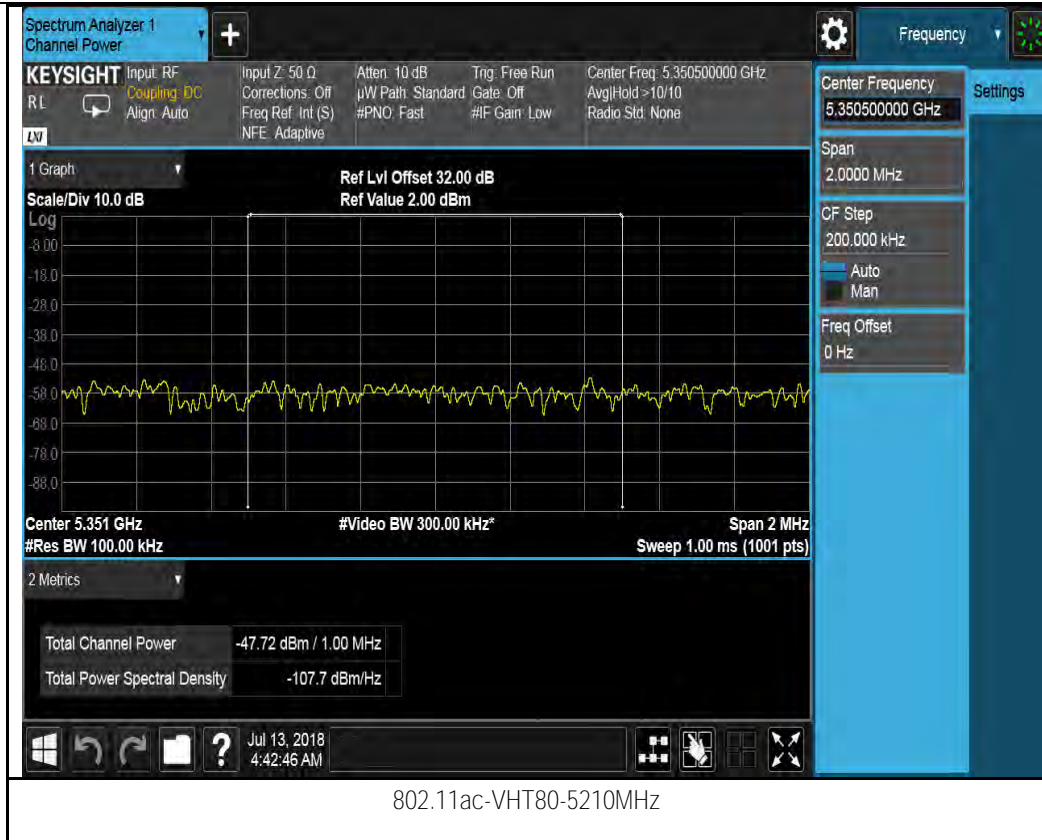 Spectrum Analyzer 1
Channel Power
Frequency
KEYSIGHT
RL
LXI
Input: RF
Coupling: DC
Align: Auto
Input Z: 50 Ω
Corrections: Off
Freq Ref: Int (S)
NFE: Adaptive
Atten: 10 dB
µW Path: Standard
#PNO: Fast
Trig: Free Run
Gate: Off
#IF Gain: Low
Center Freq: 5.350500000 GHz
Avg|Hold >10/10
Radio Std: None
Center Frequency
5.350500000 GHz
Settings
Span
2.0000 MHz
CF Step
200.000 kHz
Auto
Man
Freq Offset
0 Hz
1 Graph
Scale/Div 10.0 dB
Ref Lvl Offset 32.00 dB
Ref Value 2.00 dBm
Log
-8.00
-18.0
-28.0
-38.0
-48.0
-58.0
-68.0
-78.0
-88.0
Center 5.351 GHz
#Video BW 300.00 kHz*
Span 2 MHz
#Res BW 100.00 kHz
Sweep 1.00 ms (1001 pts)
2 Metrics
Total Channel Power -47.72 dBm / 1.00 MHz
Total Power Spectral Density -107.7 dBm/Hz
Jul 13, 2018
4:42:46 AM
802.11ac-VHT80-5210MHz